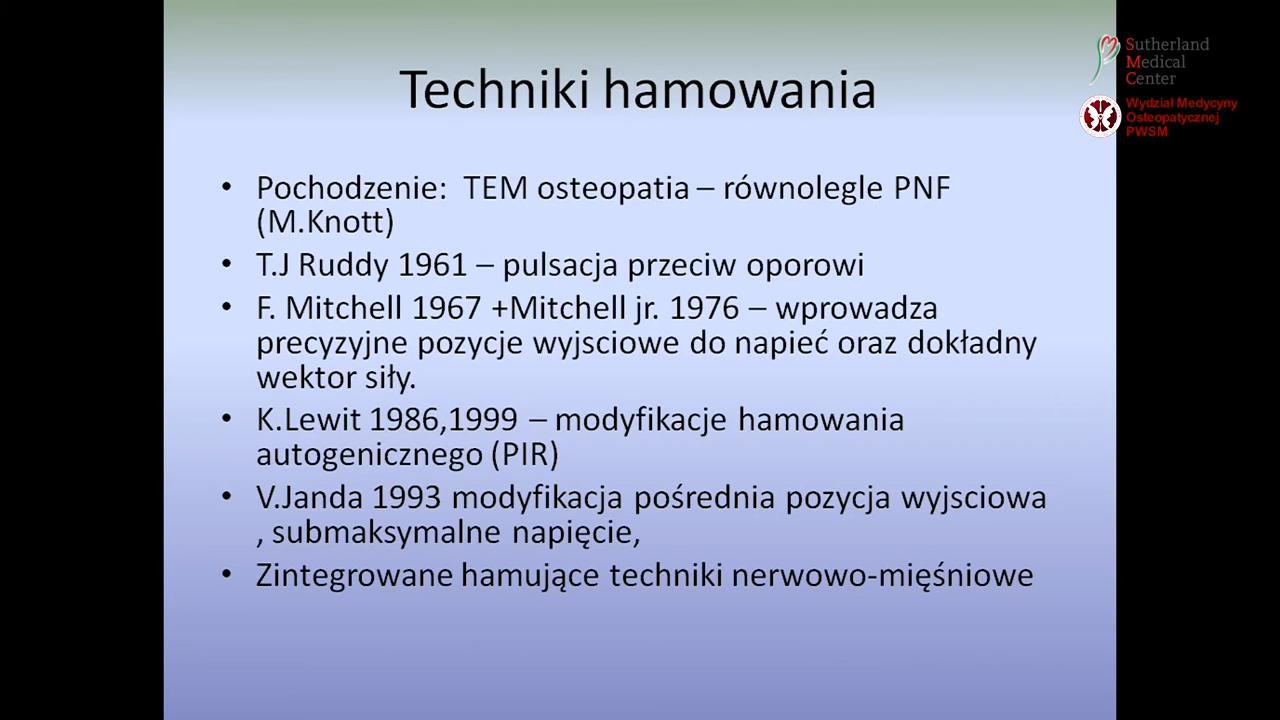 Techniki hamowania
Sutherland
Medical
Center
Wydział Medycyny
Osteopatycznej
PWSM
• Pochodzenie: TEM osteopatia – równolegle PNF
(M.Knott)
• T.J Ruddy 1961 – pulsacja przeciw oporowi
• F. Mitchell 1967 +Mitchell jr. 1976 – wprowadza
precyzyjne pozycje wyjsciowe do napieć oraz dokładny
wektor siły.
• K.Lewit 1986,1999 – modyfikacje hamowania
autogenicznego (PIR)
• V.Janda 1993 modyfikacja pośrednia pozycja wyjsciowa
, submaksymalne napięcie,
• Zintegrowane hamujące techniki nerwowo-mięśniowe